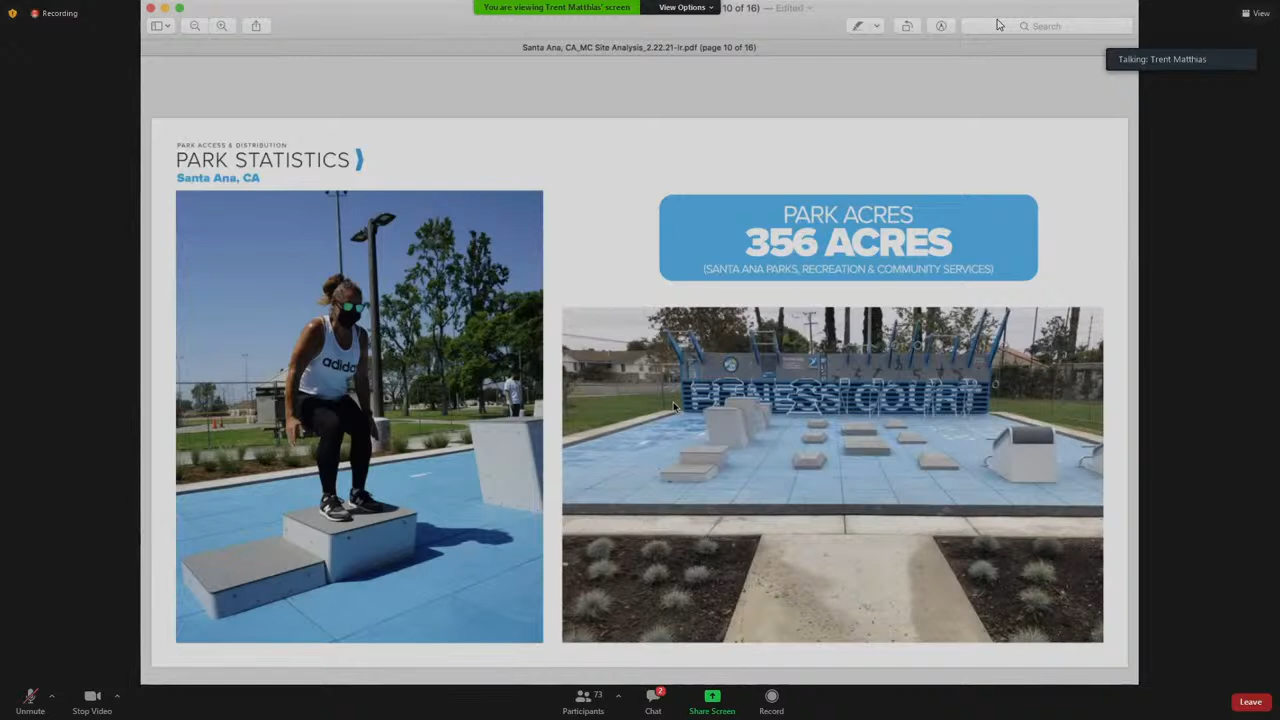 Recording
You are viewing Trent Matthias' screen
View Options
10 of 16) — Edited
View
Search
Santa Ana, CA_MC Site Analysis_2.22.21-lr.pdf (page 10 of 16)
Talking: Trent Matthias
PARK ACCESS & DISTRIBUTION
PARK STATISTICS
Santa Ana, CA
PARK ACRES
356 ACRES
(SANTA ANA PARKS, RECREATION & COMMUNITY SERVICES)
adidas
FITNESS COURT
Unmute
Stop Video
73
Participants
2
Chat
Share Screen
Record
Leave